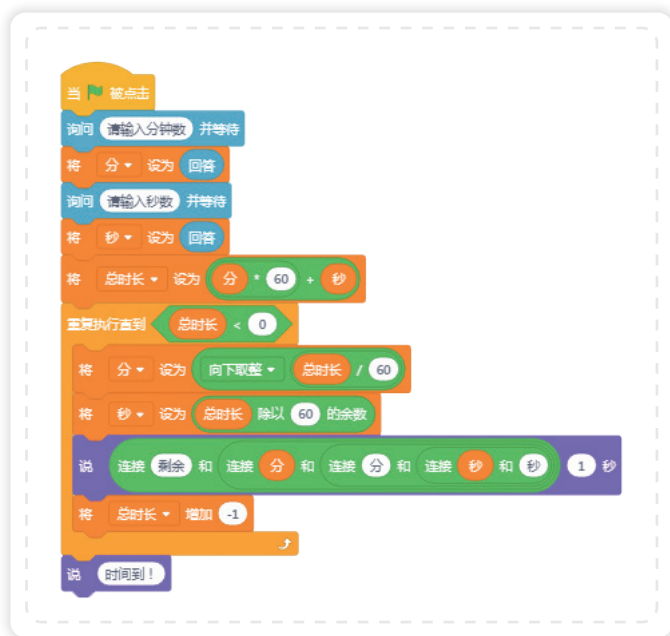 当 被点击
询问 请输入分钟数 并等待
将 分 设为 回答
询问 请输入秒数 并等待
将 秒 设为 回答
将 总时长 设为 分 * 60 + 秒
重复执行直到 总时长 < 0
将 分 设为 向下取整 总时长 / 60
将 秒 设为 总时长 除以 60 的余数
说 连接 剩余 和 连接 分 和 连接 分 和 连接 秒 和 秒 1 秒
将 总时长 增加 -1
说 时间到！